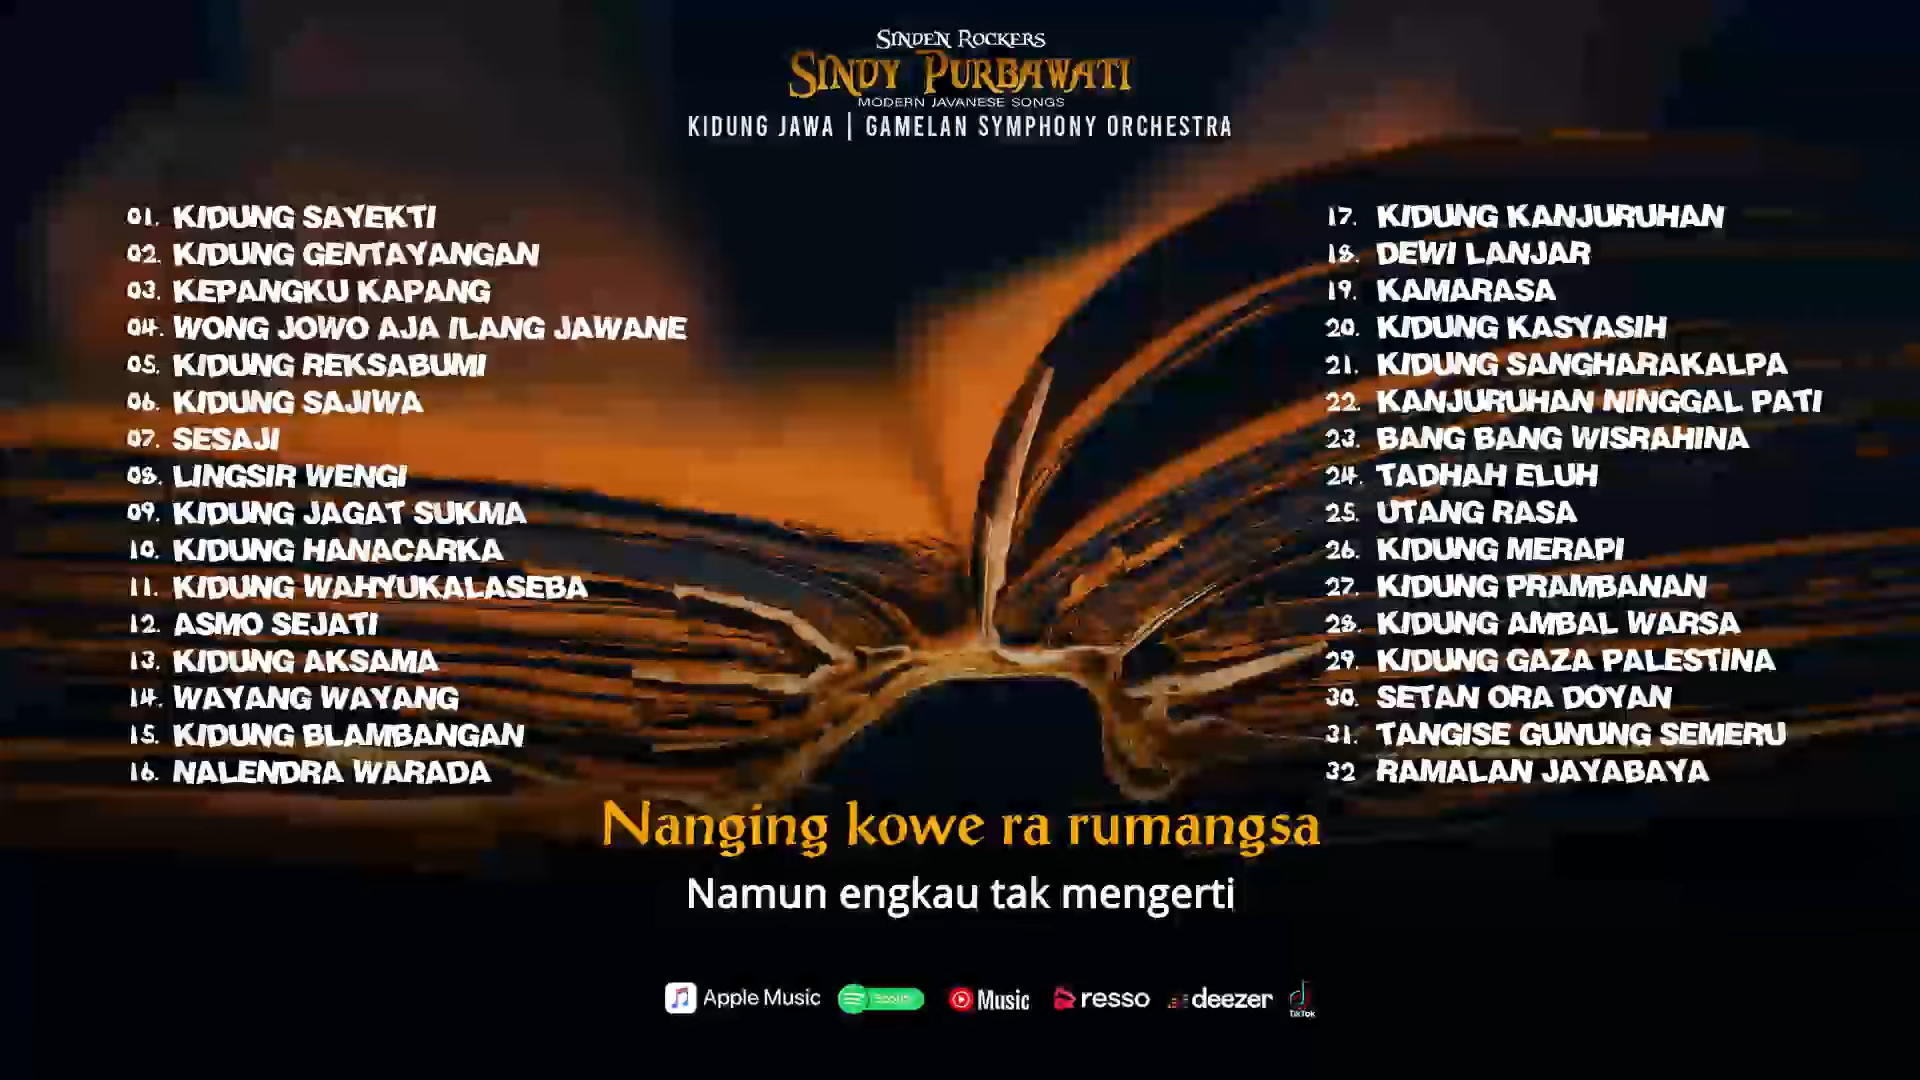 SINDEN ROCKERS
SINDY PURBAWATI
MODERN JAVANESE SONGS
KIDUNG JAWA | GAMELAN SYMPHONY ORCHESTRA
01. KIDUNG SAYEKTI
02. KIDUNG GENTAYANGAN
03. KEPANGKU KAPANG
04. WONG JOWO AJA ILANG JAWANE
05. KIDUNG REKSABUMI
06. KIDUNG SAJIWA
07. SESAJI
08. LINGSIR WENGI
09. KIDUNG JAGAT SUKMA
10. KIDUNG HANACARKA
11. KIDUNG WAHYUKALASEBA
12. ASMO SEJATI
13. KIDUNG AKSAMA
14. WAYANG WAYANG
15. KIDUNG BLAMBANGAN
16. NALENDRA WARADA
17. KIDUNG KANJURUHAN
18. DEWI LANJAR
19. KAMARASA
20. KIDUNG KASYASIH
21. KIDUNG SANGHARAKALPA
22. KANJURUHAN NINGGAL PATI
23. BANG BANG WISRAHINA
24. TADHAH ELUH
25. UTANG RASA
26. KIDUNG MERAPI
27. KIDUNG PRAMBANAN
28. KIDUNG AMBAL WARSA
29. KIDUNG GAZA PALESTINA
30. SETAN ORA DOYAN
31. TANGISE GUNUNG SEMERU
32 RAMALAN JAYABAYA
Nanging kowe ra rumangsa
Namun engkau tak mengerti
Apple Music
Music
resso
deezer
TikTok